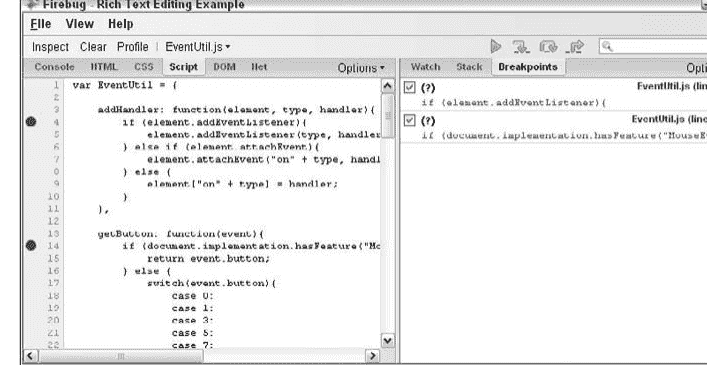 Firebug - Rich Text Editing Example
File View Help
Inspect Clear Profile | EventUtil.js
Console HTML CSS Script DOM Net Options
Watch Stack Breakpoints Opti
1 var EventUtil = {
2
3 addHandler: function(element, type, handler){
4 if (element.addEventListener){
5 element.addEventListener(type, handler
6 } else if (element.attachEvent){
7 element.attachEvent("on" + type, handl
8 } else {
9 element["on" + type] = handler;
10 }
11 },
12
13 getButton: function(event){
14 if (document.implementation.hasFeature("Mo
15 return event.button;
16 } else {
17 switch(event.button){
18 case 0:
19 case 1:
20 case 3:
21 case 5:
22 case 7:
(?) EventUtil.js (line
if (element.addEventListener){
(?) EventUtil.js (line
if (document.implementation.hasFeature("MouseE